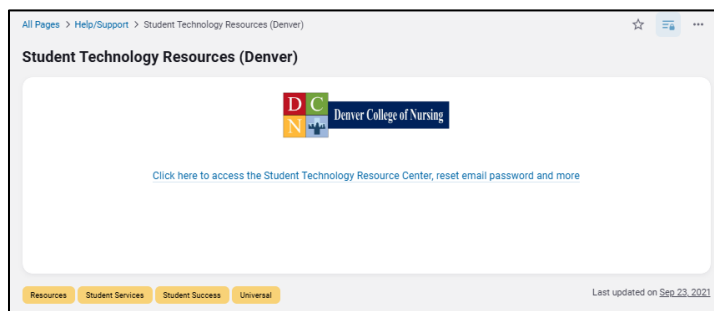 All Pages > Help/Support > Student Technology Resources (Denver)
Student Technology Resources (Denver)
D C
N
Denver College of Nursing
Click here to access the Student Technology Resource Center, reset email password and more
Resources Student Services Student Success Universal
Last updated on Sep 23, 2021